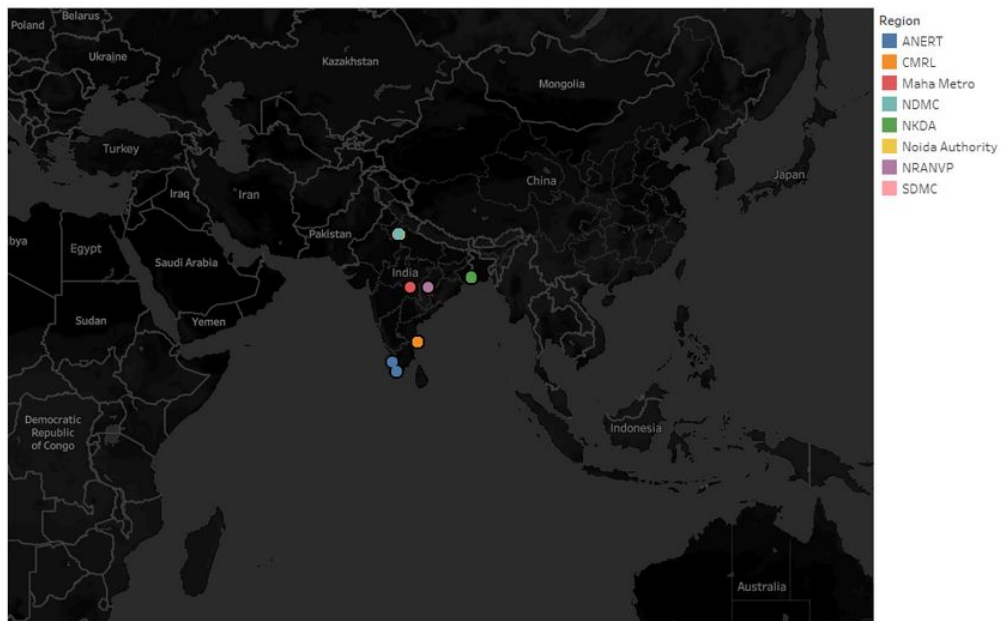 Belarus
Poland
Ukraine
Kazakhstan
Mongolia
Turkey
Japan
China
Iraq
Iran
Pakistan
bya
Egypt
Saudi Arabia
India
Sudan
Yemen
Democratic
Republic
of Congo
Indonesia
Australia
Region
ANERT
CMRL
Maha Metro
NDMC
NKDA
Noida Authority
NRANVP
SDMC